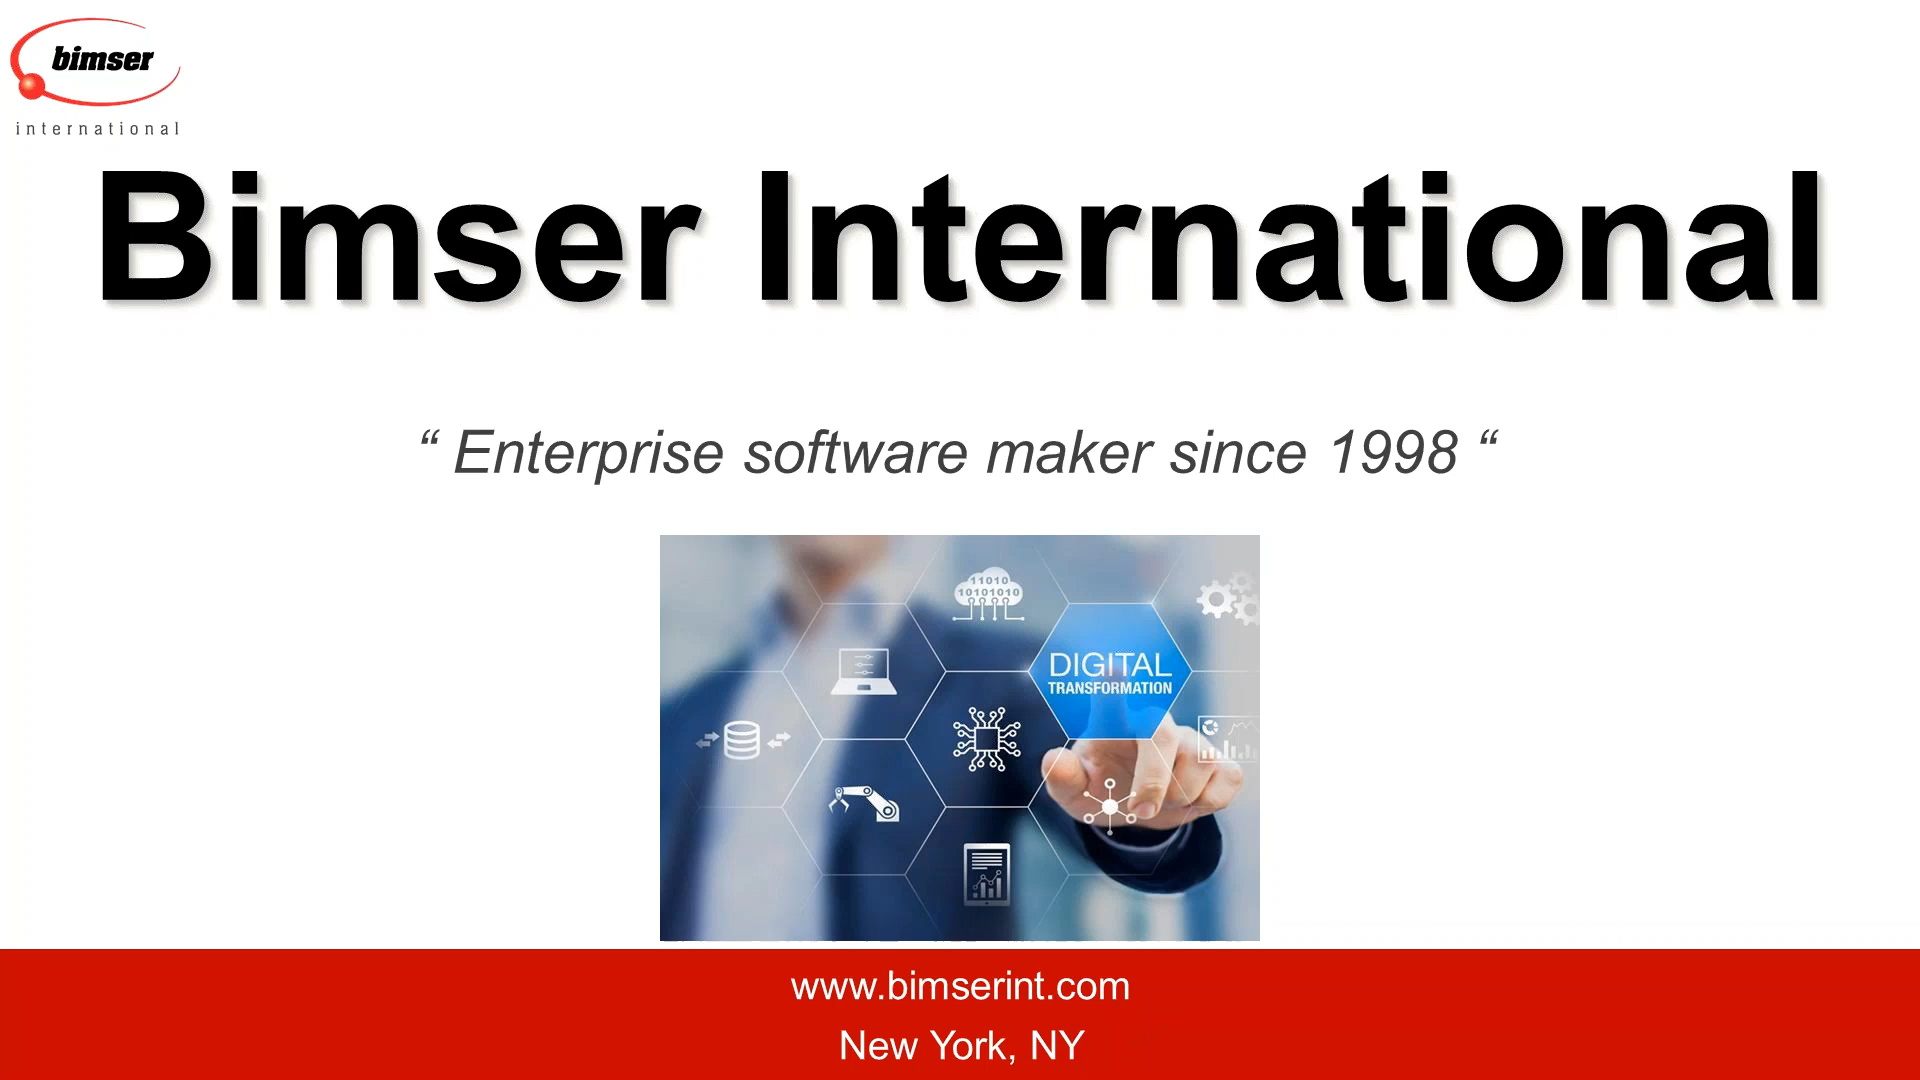 bimser
international
Bimser International
“ Enterprise software maker since 1998 “
11010
10101010
DIGITAL
TRANSFORMATION
www.bimserint.com
New York, NY